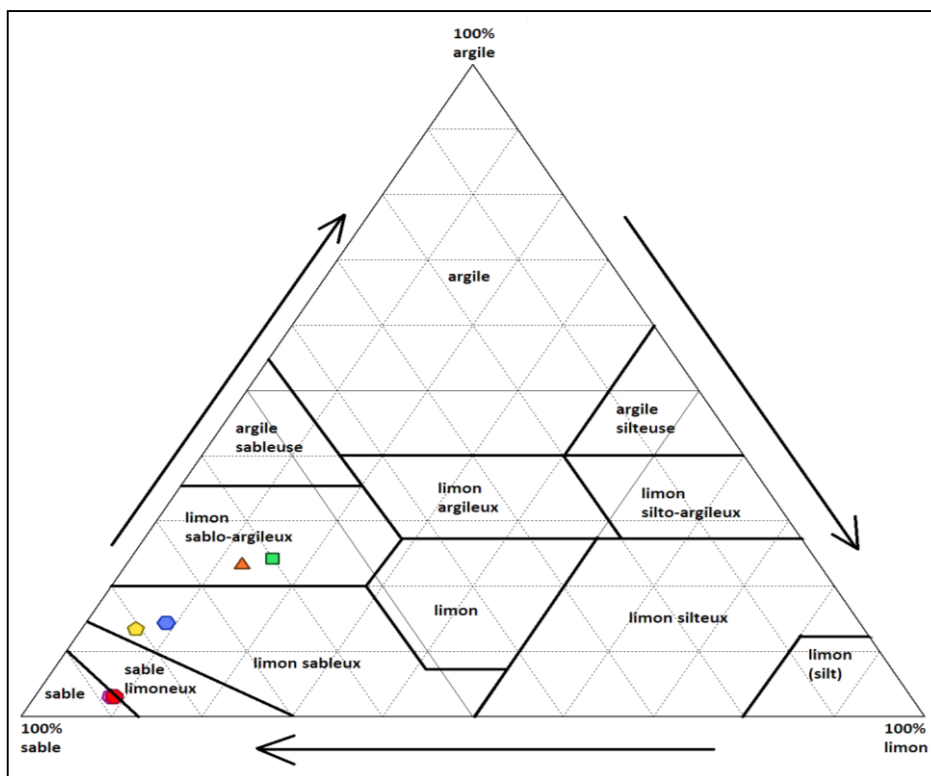 100%
argile
argile
argile
sableuse
argile
silteuse
limon
argileux
limon
silto-argileux
limon
sablo-argileux
limon
limon silteux
limon sableux
sable
limoneux
sable
limon
(silt)
100%
sable
100%
limon